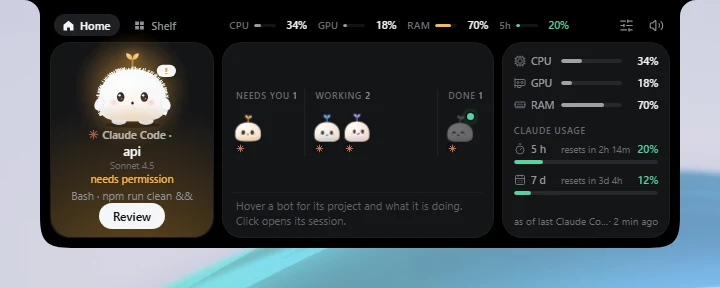 Home
Shelf
CPU 34% GPU 18% RAM 70% 5h 20%
!
Claude Code ·
api
Sonnet 4.5
needs permission
Bash · npm run clean &&
Review
NEEDS YOU 1
WORKING 2
DONE 1
Hover a bot for its project and what it is doing.
Click opens its session.
CPU 34%
GPU 18%
RAM 70%
CLAUDE USAGE
5 h resets in 2h 14m 20%
7 d resets in 3d 4h 12%
as of last Claude Co... · 2 min ago